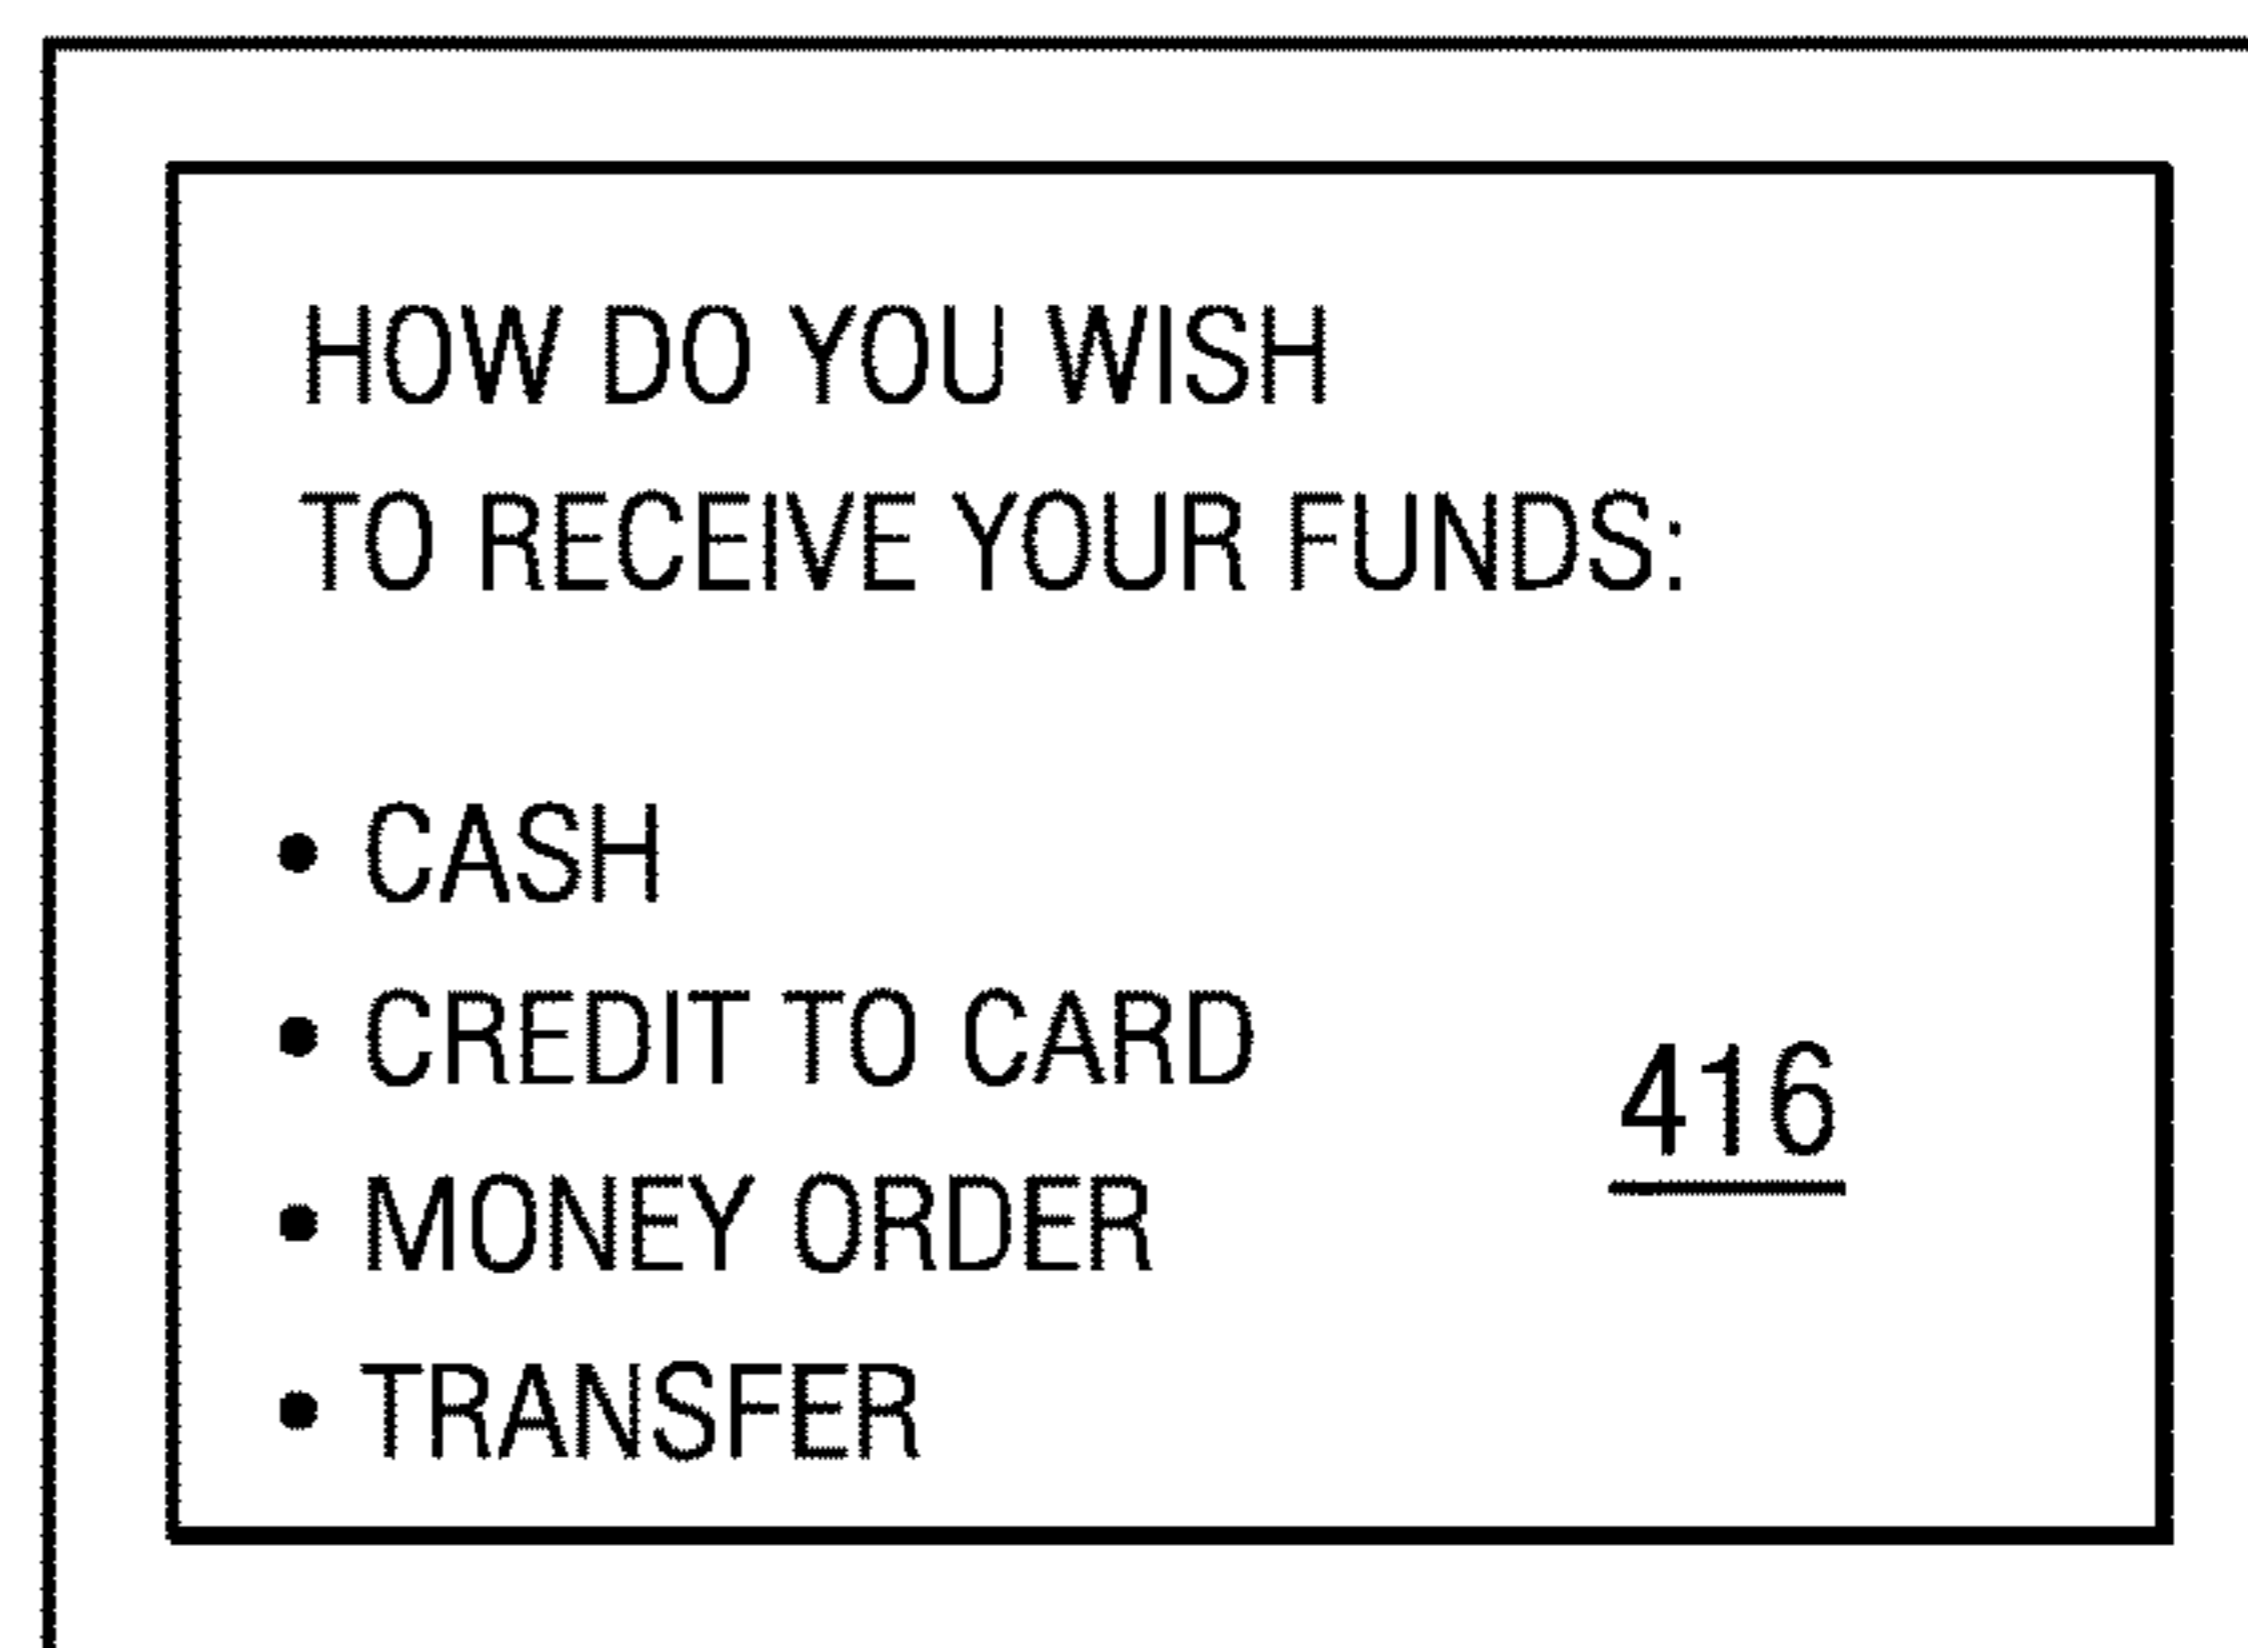 HOW DO YOU WISH
TO RECEIVE YOUR FUNDS:
• CASH
• CREDIT TO CARD
416
• MONEY ORDER
• TRANSFER